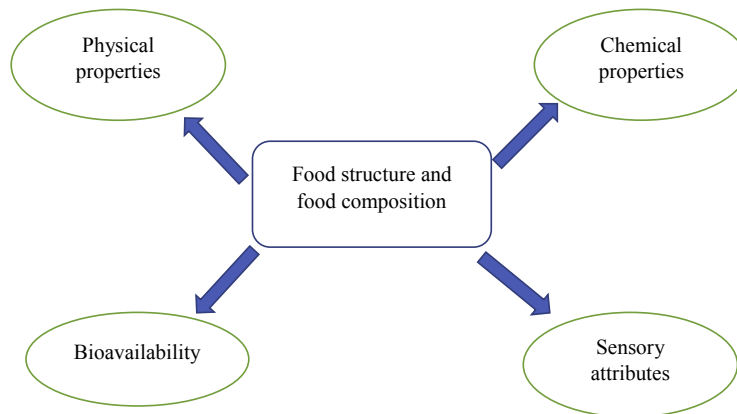 Physical
properties
Chemical
properties
Food structure and
food composition
Bioavailability
Sensory
attributes